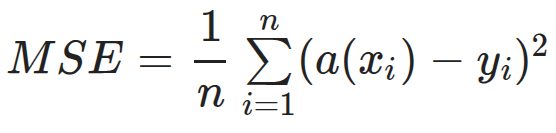 MSE = \frac{1}{n} \sum_{i=1}^{n} (a(x_i) - y_i)^2